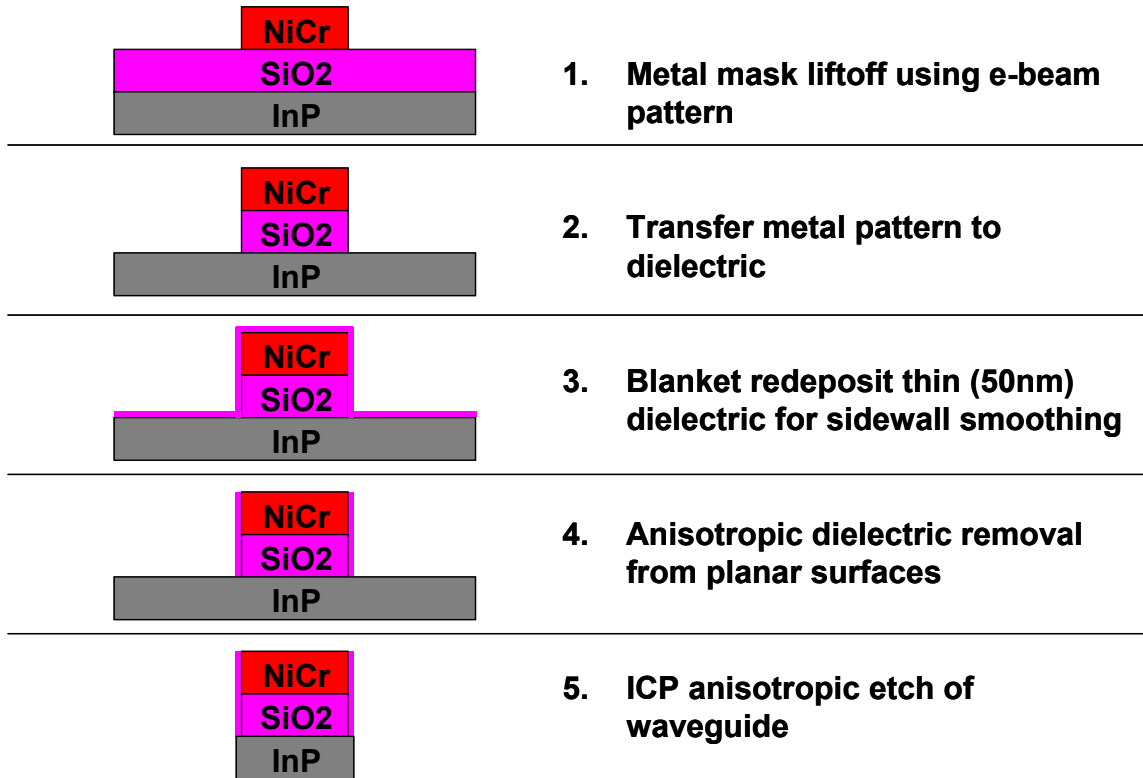 NiCr
SiO2
InP
1. Metal mask liftoff using e-beam
pattern
NiCr
SiO2
InP
2. Transfer metal pattern to
dielectric
NiCr
SiO2
InP
3. Blanket redeposit thin (50nm)
dielectric for sidewall smoothing
NiCr
SiO2
InP
4. Anisotropic dielectric removal
from planar surfaces
NiCr
SiO2
InP
5. ICP anisotropic etch of
waveguide